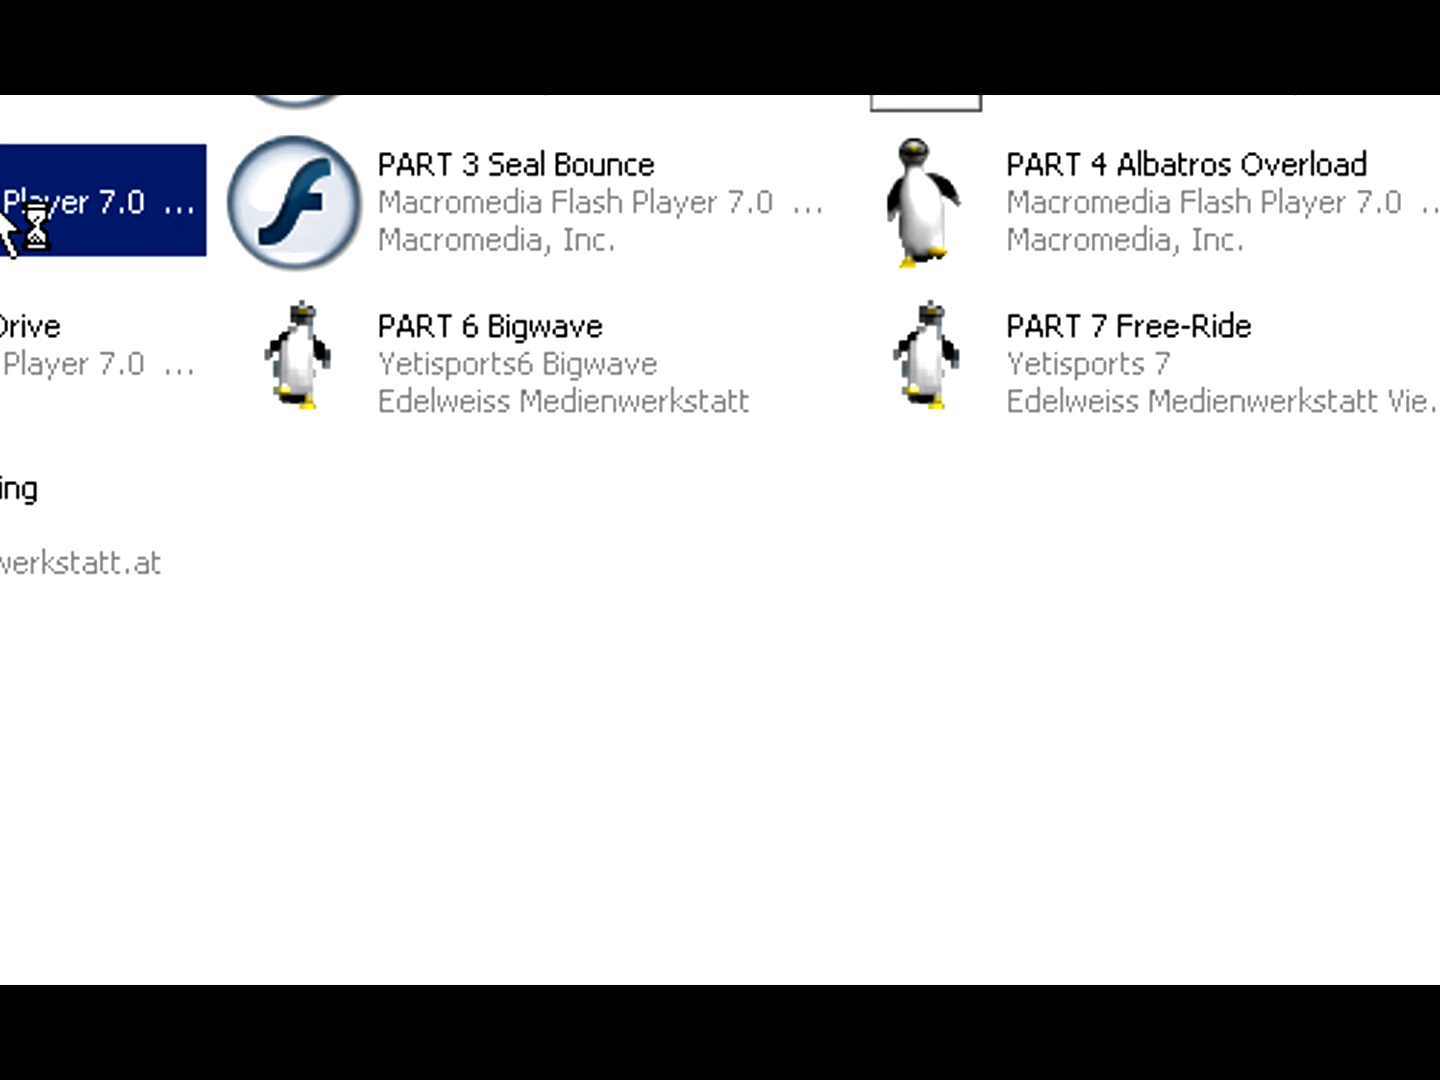 Player 7.0 ...
PART 3 Seal Bounce
Macromedia Flash Player 7.0 ...
Macromedia, Inc.
PART 4 Albatros Overload
Macromedia Flash Player 7.0 ..
Macromedia, Inc.
Drive
Player 7.0 ...
PART 6 Bigwave
Yetisports6 Bigwave
Edelweiss Medienwerkstatt
PART 7 Free-Ride
Yetisports 7
Edelweiss Medienwerkstatt Vie.
ing
werkstatt.at